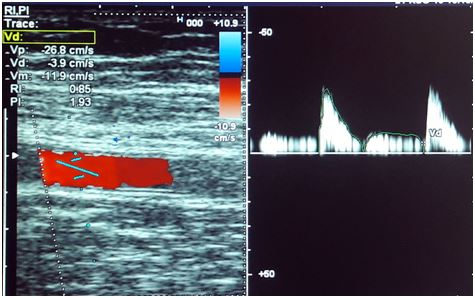 RI,PI
Trace:
Vd:
Vp: -26.8 cm/s
Vd: -3.9 cm/s
Vm: -11.9 cm/s
RI 0.85
PI 1.93
H 000 +10.9
-10.9
cm/s
-50
Vd
+50